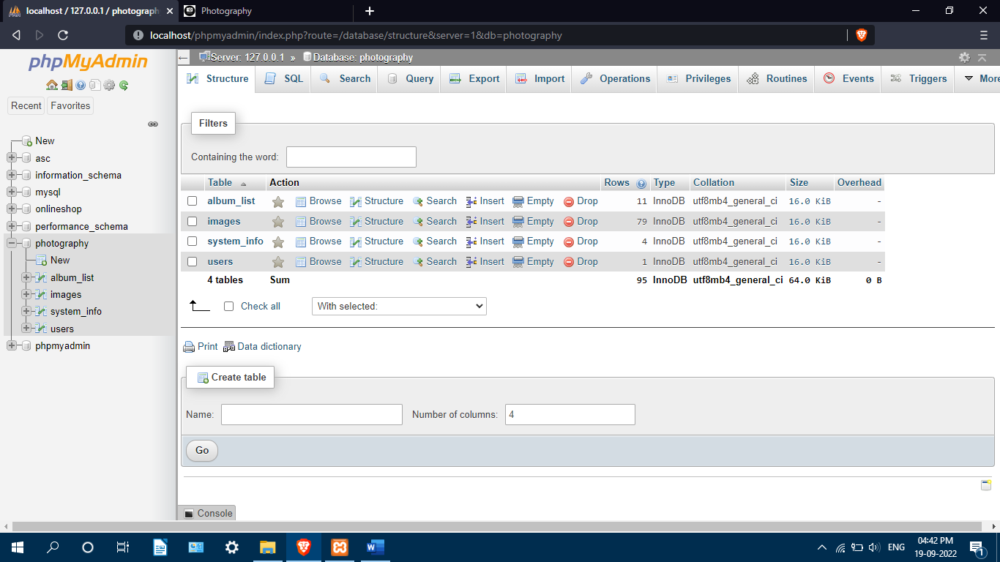 localhost / 127.0.0.1 / photograph
Photography
localhost/phpmyadmin/index.php?route=/database/structure&server=1&db=photography
phpMyAdmin
Recent Favorites
New
asc
information_schema
mysql
onlineshop
performance_schema
photography
New
album_list
images
system_info
users
phpmyadmin
Server: 127.0.0.1 » Database: photography
Structure SQL Search Query Export Import Operations Privileges Routines Events Triggers More
Filters
Containing the word:
Table Action Rows Type Collation Size Overhead
album_list Browse Structure Search Insert Empty Drop 11 InnoDB utf8mb4_general_ci 16.0 KiB -
images Browse Structure Search Insert Empty Drop 79 InnoDB utf8mb4_general_ci 16.0 KiB -
system_info Browse Structure Search Insert Empty Drop 4 InnoDB utf8mb4_general_ci 16.0 KiB -
users Browse Structure Search Insert Empty Drop 1 InnoDB utf8mb4_general_ci 16.0 KiB -
4 tables Sum 95 InnoDB utf8mb4_general_ci 64.0 KiB 0 B
Check all With selected:
Print Data dictionary
Create table
Name: Number of columns: 4
Go
Console
ENG
04:42 PM
19-09-2022
1